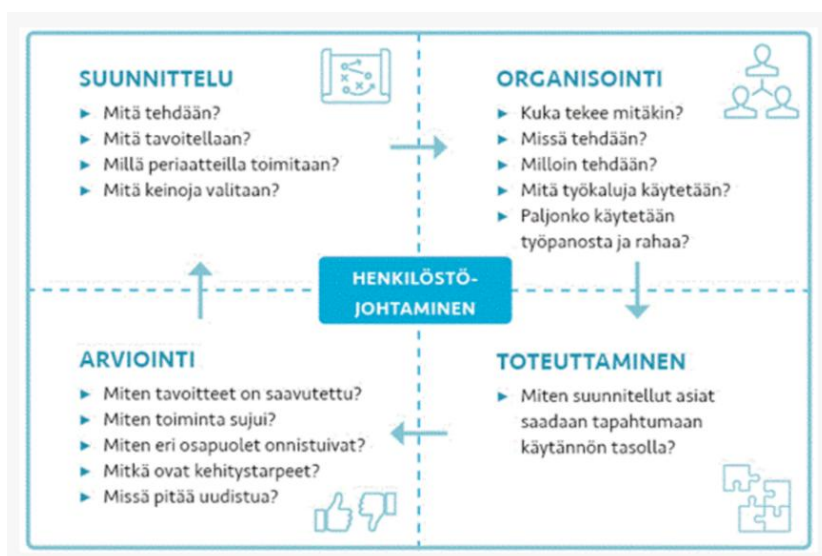 SUUNNITTELU
► Mitä tehdään?
► Mitä tavoitellaan?
► Millä periaatteilla toimitaan?
► Mitä keinoja valitaan?
ORGANISOINTI
► Kuka tekee mitäkin?
► Missä tehdään?
► Milloin tehdään?
► Mitä työkaluja käytetään?
► Paljonko käytetään
työpanosta ja rahaa?
HENKILÖSTÖ-
JOHTAMINEN
ARVIOINTI
► Miten tavoitteet on saavutettu?
► Miten toiminta sujui?
► Miten eri osapuolet onnistuivat?
► Mitkä ovat kehitystarpeet?
► Missä pitää uudistua?
TOTEUTTAMINEN
► Miten suunnitellut asiat
saadaan tapahtumaan
käytännön tasolla?